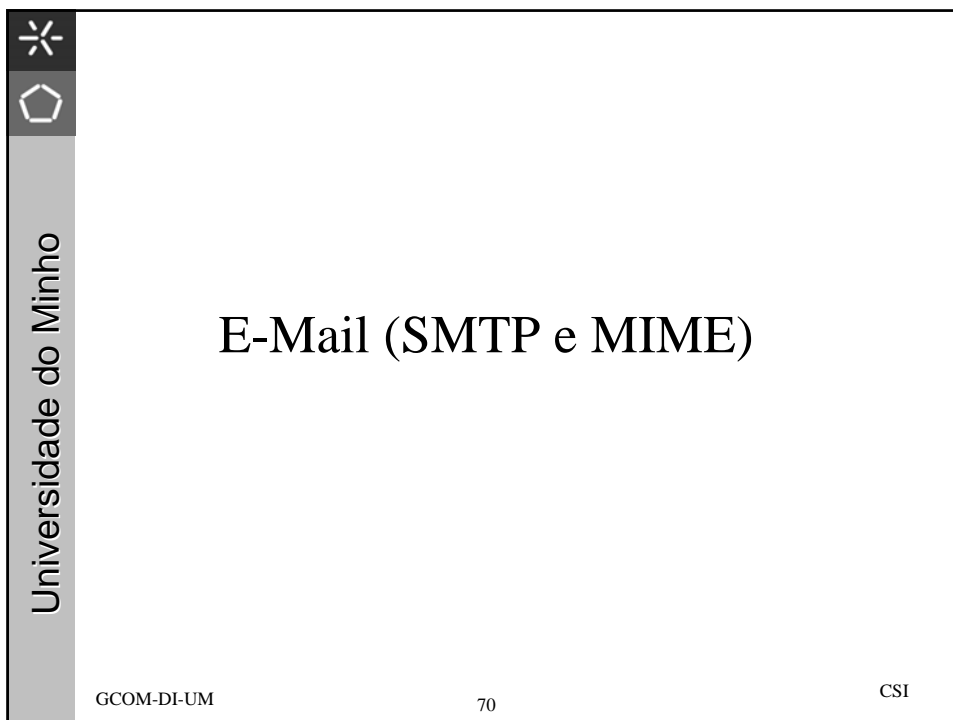 Universidade do Minho
E-Mail (SMTP e MIME)
GCOM-DI-UM
70
CSI